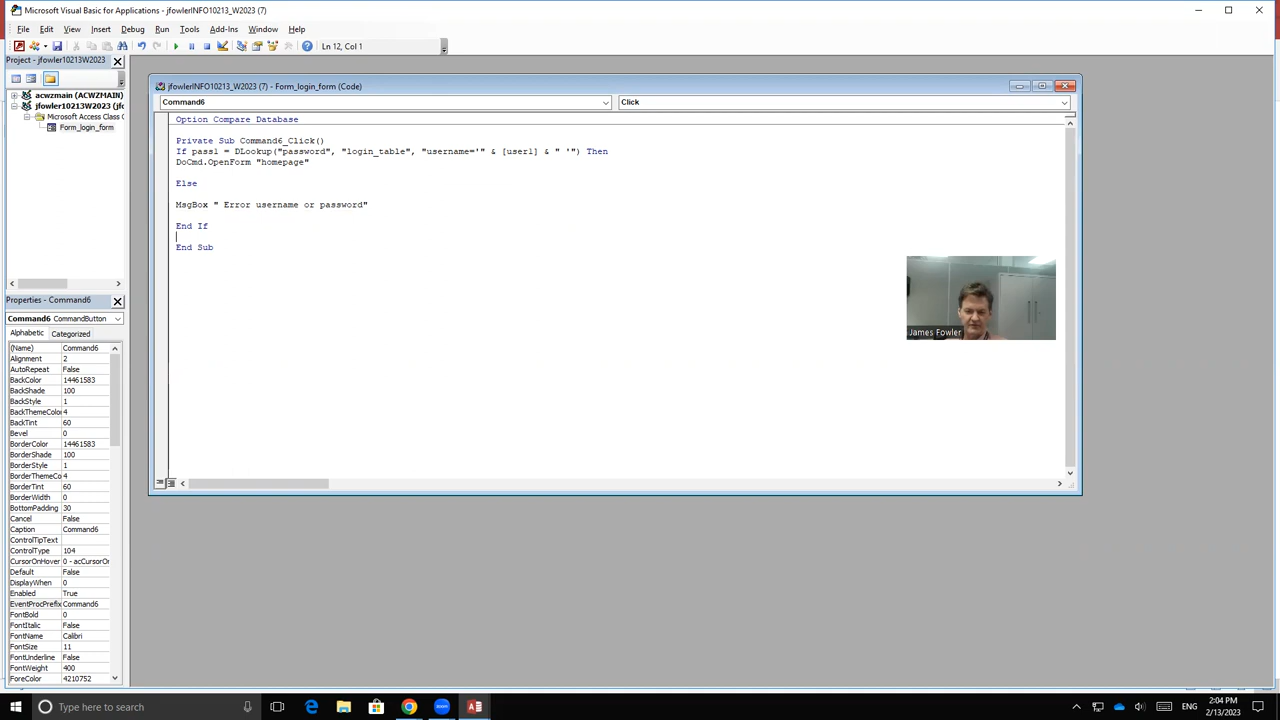 Microsoft Visual Basic for Applications - jfowlerINFO10213_W2023 (7)
File Edit View Insert Debug Run Tools Add-Ins Window Help
Ln 12, Col 1
Project - jfowler10213W2023
acwzmain (ACWZMAIN)
jfowler10213W2023 (jfc
Microsoft Access Class O
Form_login_form
jfowlerINFO10213_W2023 (7) - Form_login_form (Code)
Command6 Click
Option Compare Database
Private Sub Command6_Click()
If pass1 = DLookup("password", "login_table", "username='" & [user1] & " '") Then
DoCmd.OpenForm "homepage"
Else
MsgBox " Error username or password"
End If
End Sub
James Fowler
Properties - Command6
Command6 CommandButton
Alphabetic Categorized
(Name) Command6
Alignment 2
AutoRepeat False
BackColor 14461583
BackShade 100
BackStyle 1
BackThemeColor 4
BackTint 60
Bevel 0
BorderColor 14461583
BorderShade 100
BorderStyle 1
BorderThemeCo 4
BorderTint 60
BorderWidth 0
BottomPadding 30
Cancel False
Caption Command6
ControlTipText
ControlType 104
CursorOnHover 0 - acCursorOn
Default False
DisplayWhen 0
Enabled True
EventProcPrefix Command6
FontBold 0
FontItalic False
FontName Calibri
FontSize 11
FontUnderline False
FontWeight 400
ForeColor 4210752
Type here to search
ENG
2:04 PM
2/13/2023